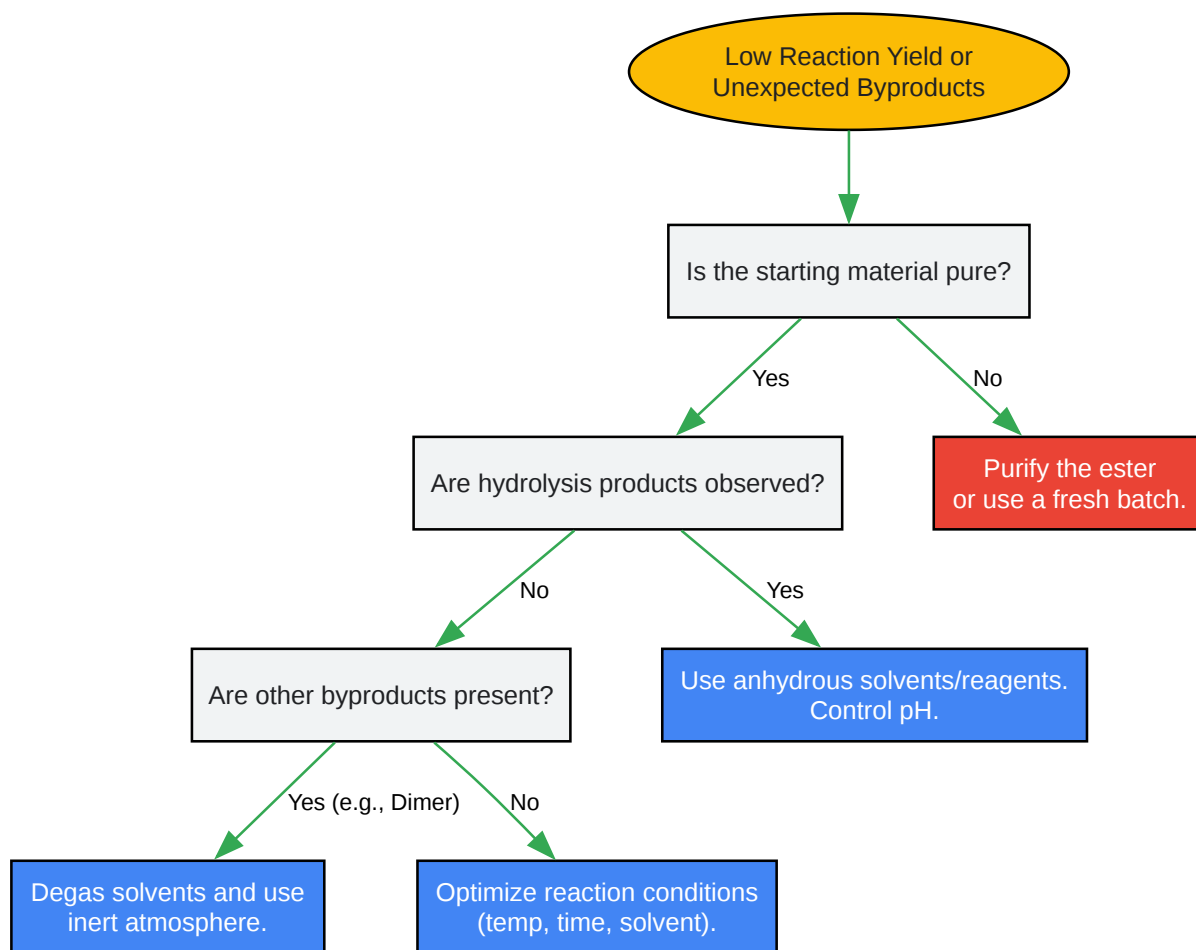 Low Reaction Yield or
Unexpected Byproducts
Is the starting material pure?
Yes
No
Are hydrolysis products observed?
Purify the ester
or use a fresh batch.
No
Yes
Are other byproducts present?
Use anhydrous solvents/reagents.
Control pH.
Yes (e.g., Dimer)
No
Degas solvents and use
inert atmosphere.
Optimize reaction conditions
(temp, time, solvent).